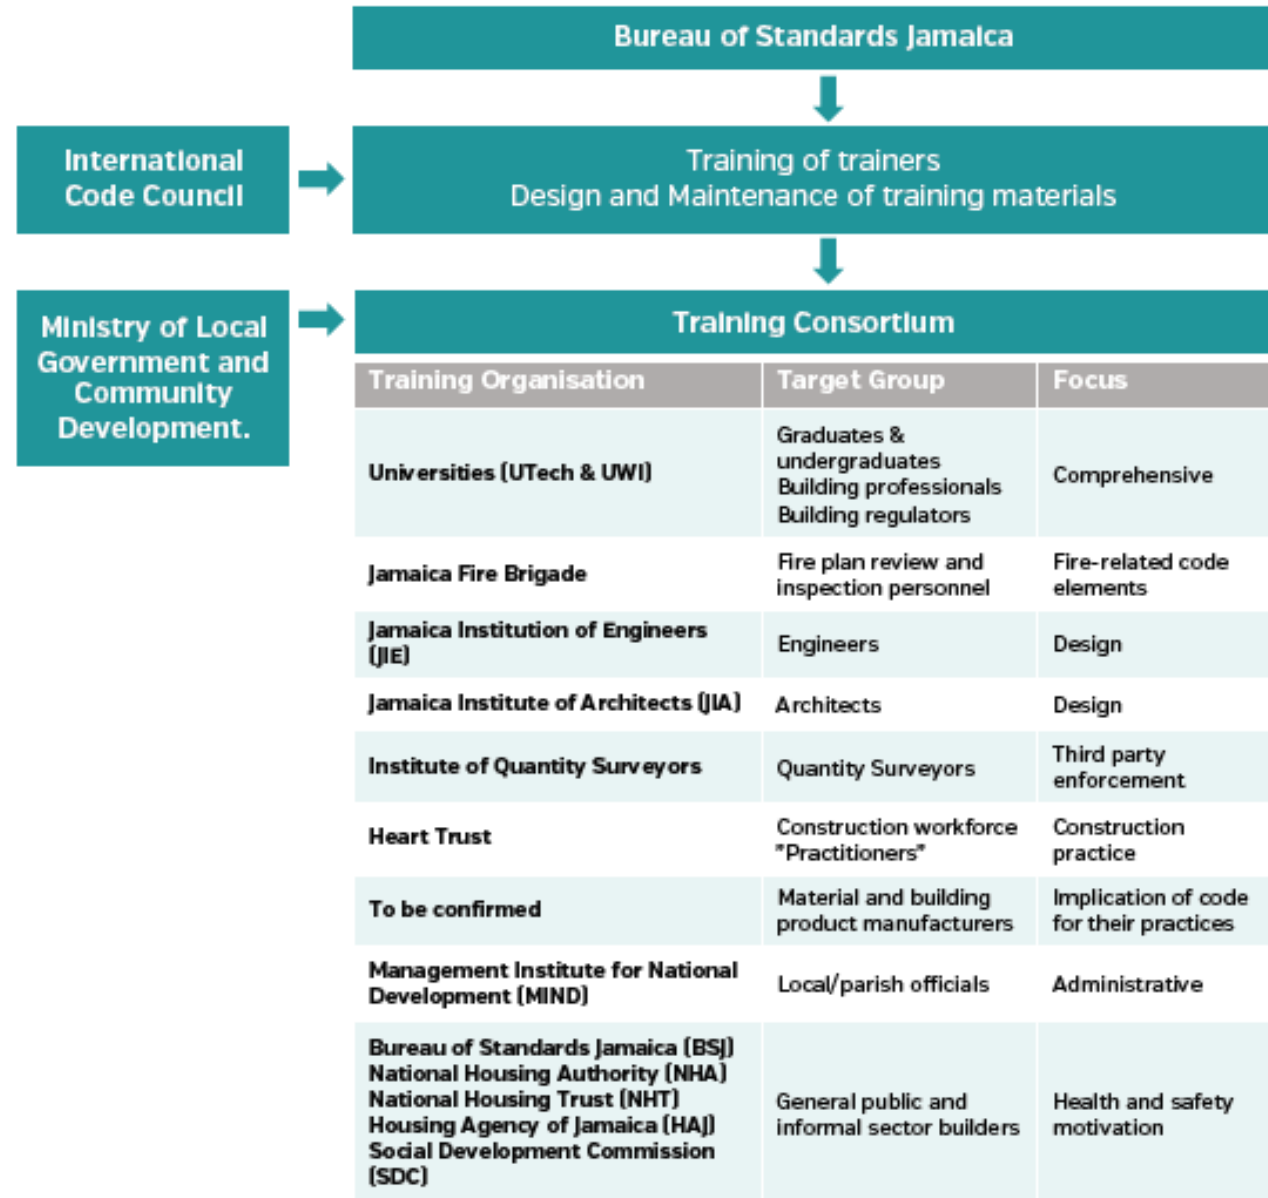 Bureau of Standards Jamaica
International
Code Council
Training of trainers
Design and Maintenance of training materials
Ministry of Local
Government and
Community
Development.
Training Consortium
Training Organisation
Target Group
Focus
Universities (UTech & UWI)
Graduates &
undergraduates
Building professionals
Building regulators
Comprehensive
Jamaica Fire Brigade
Fire plan review and
inspection personnel
Fire-related code
elements
Jamaica Institution of Engineers
(JIE)
Engineers
Design
Jamaica Institute of Architects (JIA)
Architects
Design
Institute of Quantity Surveyors
Quantity Surveyors
Third party
enforcement
Heart Trust
Construction workforce
"Practitioners"
Construction
practice
To be confirmed
Material and building
product manufacturers
Implication of code
for their practices
Management Institute for National
Development (MIND)
Local/parish officials
Administrative
Bureau of Standards Jamaica (BSJ)
National Housing Authority (NHA)
National Housing Trust (NHT)
Housing Agency of Jamaica (HAJ)
Social Development Commission
(SDC)
General public and
informal sector builders
Health and safety
motivation